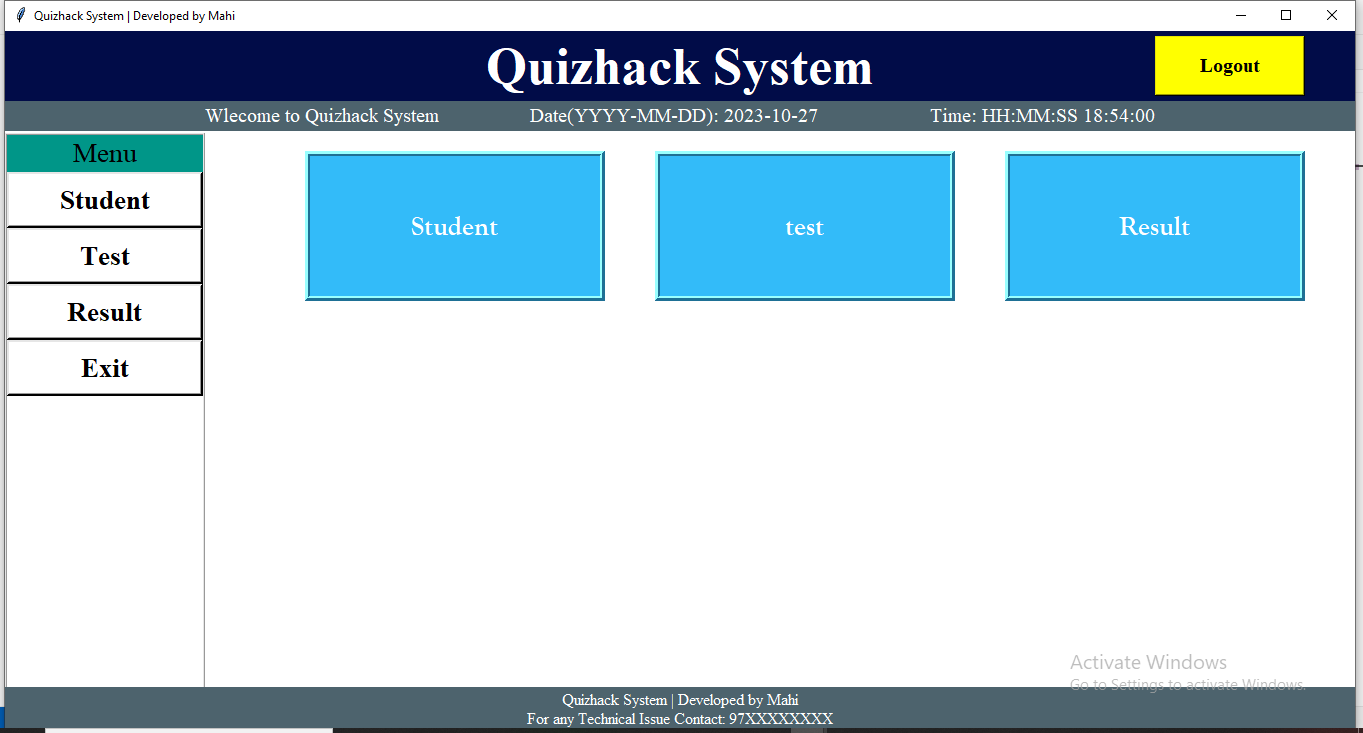 Quizhack System | Developed by Mahi
Quizhack System
Logout
Wlecome to Quizhack System
Date(YYYY-MM-DD): 2023-10-27
Time: HH:MM:SS 18:54:00
Menu
Student
Test
Result
Exit
Student
test
Result
Activate Windows
Go to Settings to activate Windows.
Quizhack System | Developed by Mahi
For any Technical Issue Contact: 97XXXXXXXX